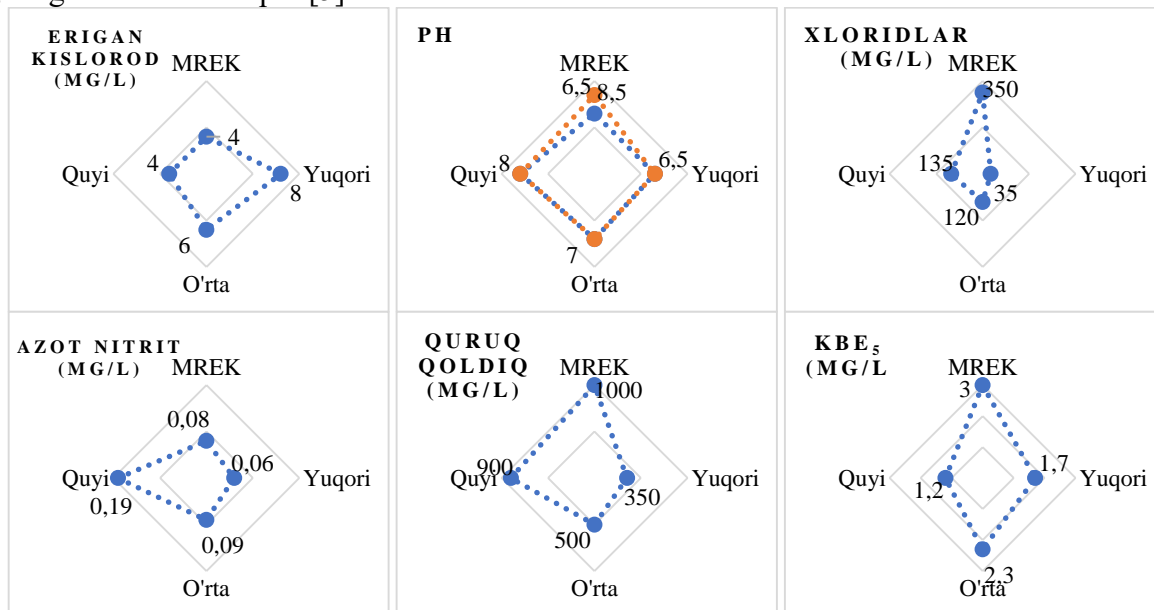 ERIGAN
KISLOROD
(MG/L)
MREK
4
Yuqori
8
O'rta
6
Quyi
4
PH
MREK
6,5
8,5
Yuqori
6,5
O'rta
7
Quyi
8
XLORIDLAR
(MG/L)
MREK
350
Yuqori
35
O'rta
120
Quyi
135
AZOT NITRIT
(MG/L)
MREK
0,08
Yuqori
0,06
O'rta
0,09
Quyi
0,19
QURUQ
QOLDIQ
(MG/L)
MREK
1000
Yuqori
350
O'rta
500
Quyi
900
KBE₅
(MG/L
MREK
3
Yuqori
1,7
O'rta
2,3
Quyi
1,2